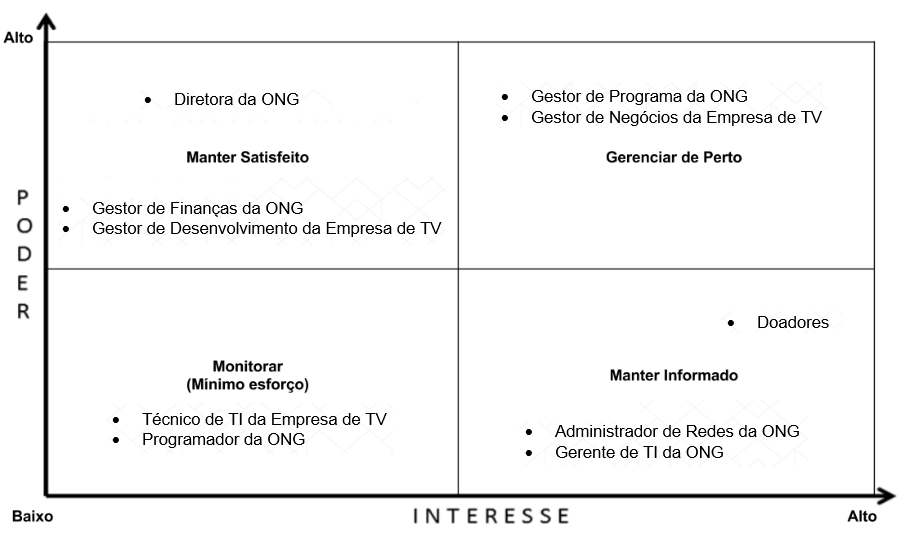 Alto
• Diretora da ONG
Manter Satisfeito
• Gestor de Finanças da ONG
• Gestor de Desenvolvimento da Empresa de TV
• Gestor de Programa da ONG
• Gestor de Negócios da Empresa de TV
Gerenciar de Perto
PODER
Monitorar
(Mínimo esforço)
• Técnico de TI da Empresa de TV
• Programador da ONG
• Doadores
Manter Informado
• Administrador de Redes da ONG
• Gerente de TI da ONG
Baixo
INTERESSE
Alto